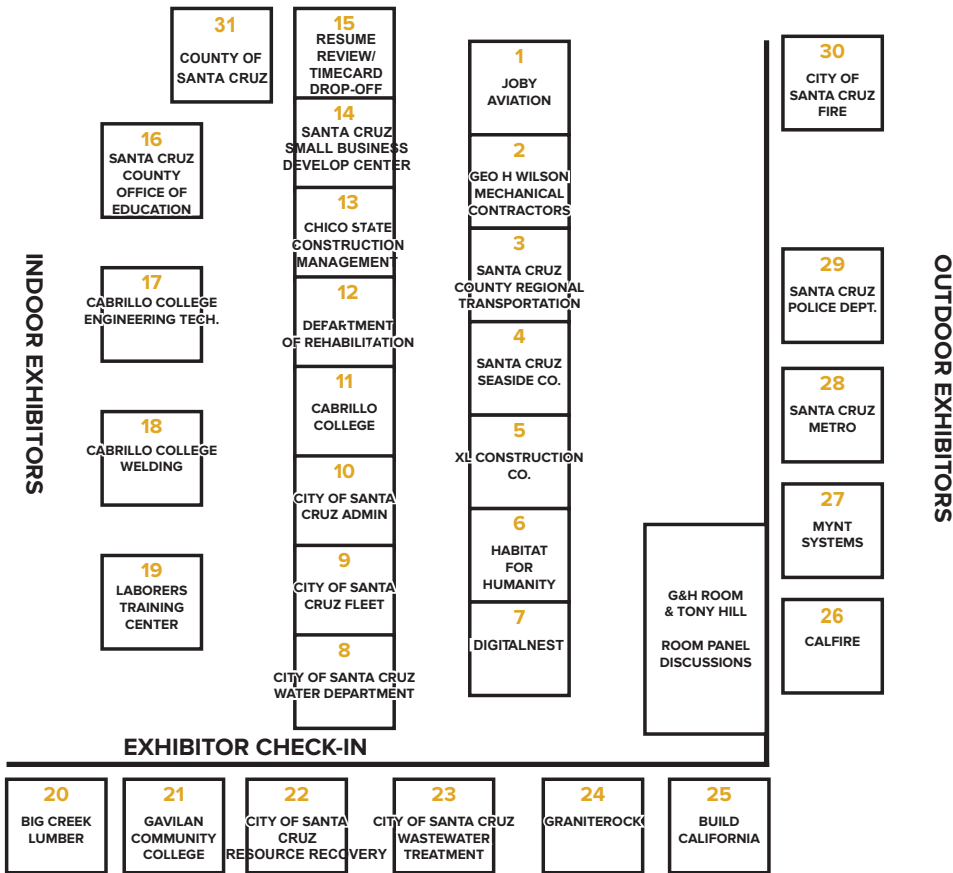 31
COUNTY OF
SANTA CRUZ
15
RESUME
REVIEW/
TIMECARD
DROP-OFF
14
SANTA CRUZ
SMALL BUSINESS
DEVELOP CENTER
13
CHICO STATE
CONSTRUCTION
MANAGEMENT
12
DEPARTMENT
OF REHABILITATION
11
CABRILLO
COLLEGE
10
CITY OF SANTA
CRUZ ADMIN
9
CITY OF SANTA
CRUZ FLEET
8
CITY OF SANTA CRUZ
WATER DEPARTMENT
1
JOBY
AVIATION
2
GEO H WILSON
MECHANICAL
CONTRACTORS
3
SANTA CRUZ
COUNTY REGIONAL
TRANSPORTATION
4
SANTA CRUZ
SEASIDE CO.
5
XL CONSTRUCTION
CO.
6
HABITAT
FOR
HUMANITY
7
DIGITALNEST
16
SANTA CRUZ
COUNTY
OFFICE OF
EDUCATION
17
CABRILLO COLLEGE
ENGINEERING TECH.
18
CABRILLO COLLEGE
WELDING
19
LABORERS
TRAINING
CENTER
INDOOR EXHIBITORS
G&H ROOM
& TONY HILL
ROOM PANEL
DISCUSSIONS
30
CITY OF
SANTA CRUZ
FIRE
29
SANTA CRUZ
POLICE DEPT.
28
SANTA CRUZ
METRO
27
MYNT
SYSTEMS
26
CALFIRE
OUTDOOR EXHIBITORS
EXHIBITOR CHECK-IN
20
BIG CREEK
LUMBER
21
GAVILAN
COMMUNITY
COLLEGE
22
CITY OF SANTA
CRUZ
RESOURCE RECOVERY
23
CITY OF SANTA CRUZ
WASTEWATER
TREATMENT
24
GRANITEROCK
25
BUILD
CALIFORNIA